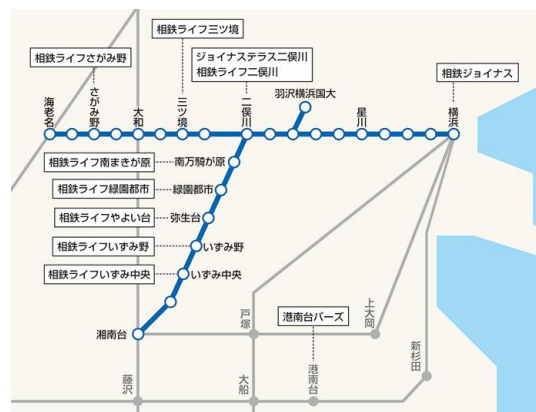 相鉄ライフ三ツ境
相鉄ライフさがみ野
ジョイナステラス二俣川
相鉄ライフ二俣川
相鉄ジョイナス
羽沢横浜国大
海老名
さがみ野
大和
三ツ境
二俣川
星川
横浜
相鉄ライフ南まきが原
南万騎が原
相鉄ライフ緑園都市
緑園都市
相鉄ライフやよい台
弥生台
相鉄ライフいずみ野
いずみ野
相鉄ライフいずみ中央
いずみ中央
湘南台
戸塚
港南台バーズ
上大岡
新杉田
藤沢
大船
港南台